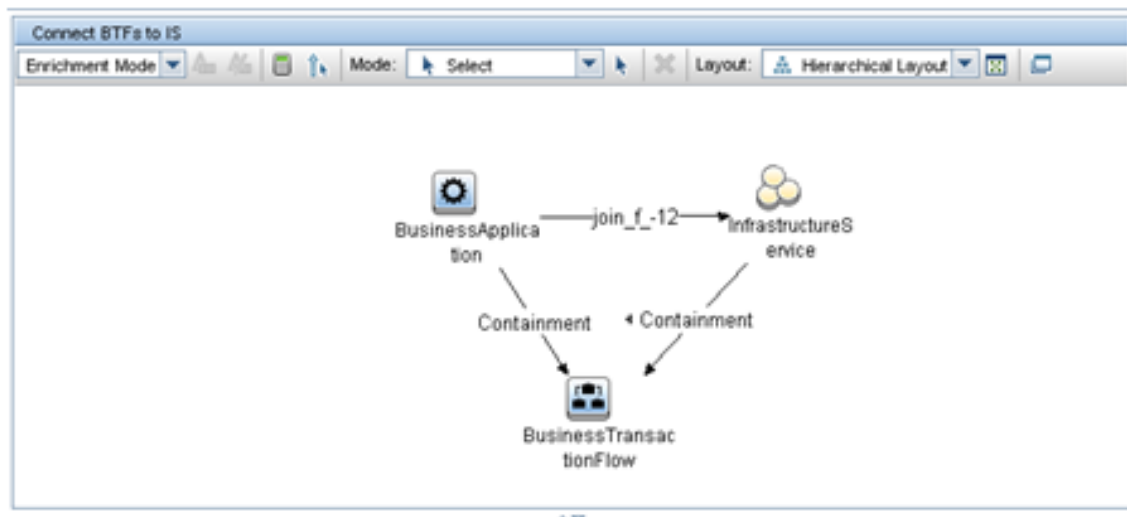 Connect BTFs to IS
Enrichment Mode Mode: Select Layout: Hierarchical Layout
BusinessApplica
tion
join_f_-12
InfrastructureS
ervice
Containment Containment
BusinessTransac
tionFlow